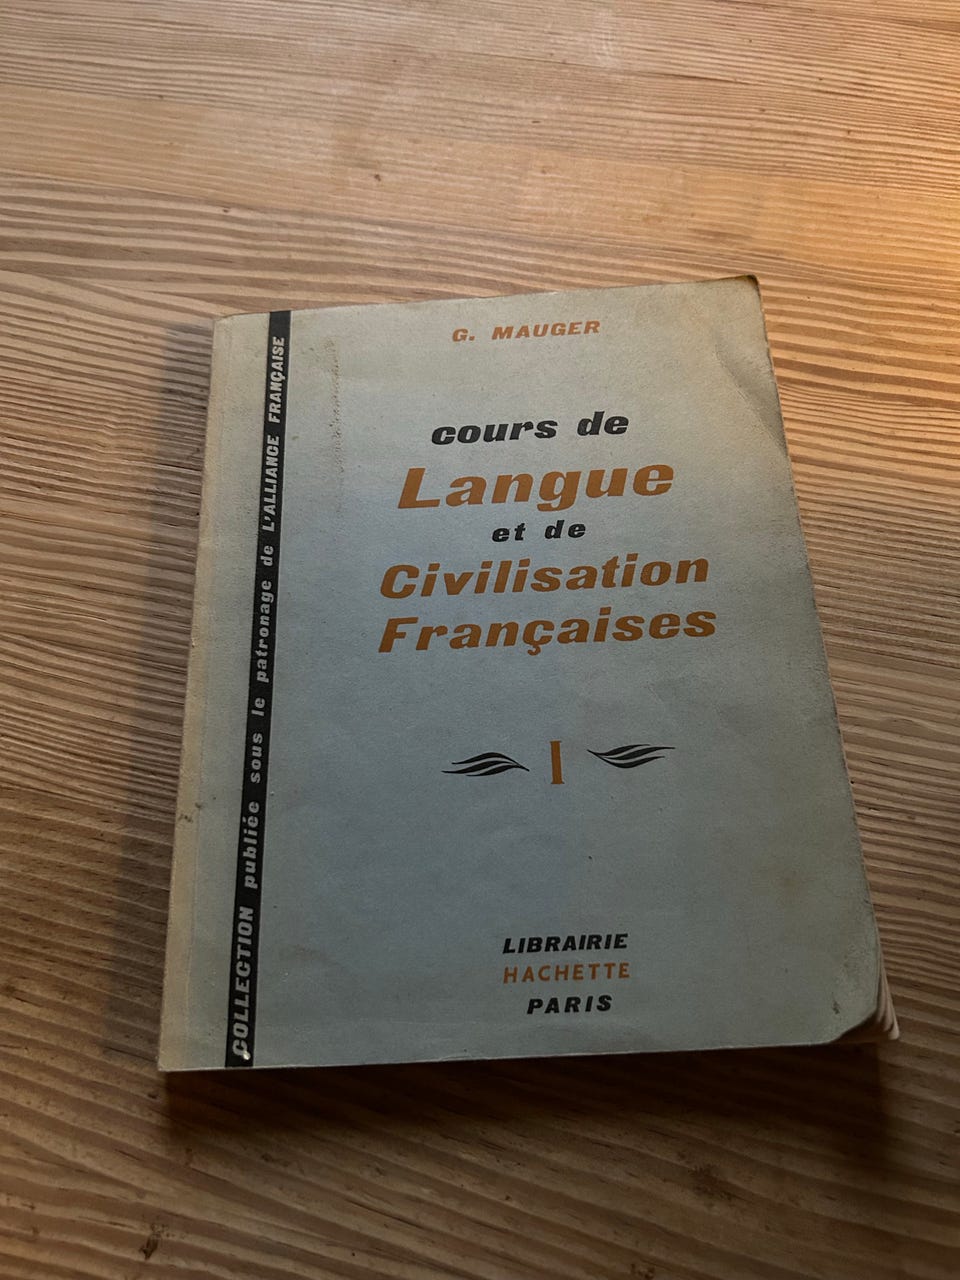 G. MAUGER
cours de
Langue
et de
Civilisation
Françaises
I
LIBRAIRIE
HACHETTE
PARIS
COLLECTION publiée sous le patronage de L'ALLIANCE FRANÇAISE